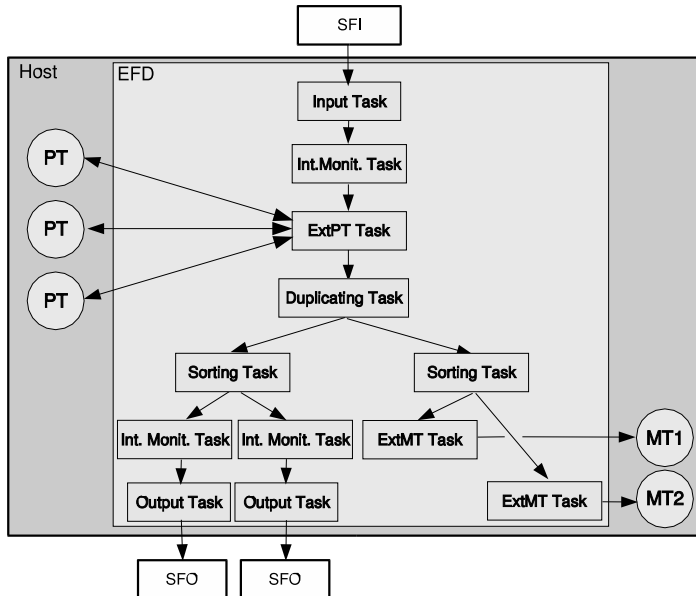 SFI
Host
EFD
Input Task
PT
Int.Monit. Task
PT
ExtPT Task
PT
Duplicating Task
Sorting Task
Sorting Task
Int. Monit. Task
Int. Monit. Task
ExtMT Task
MT1
Output Task
Output Task
ExtMT Task
MT2
SFO
SFO